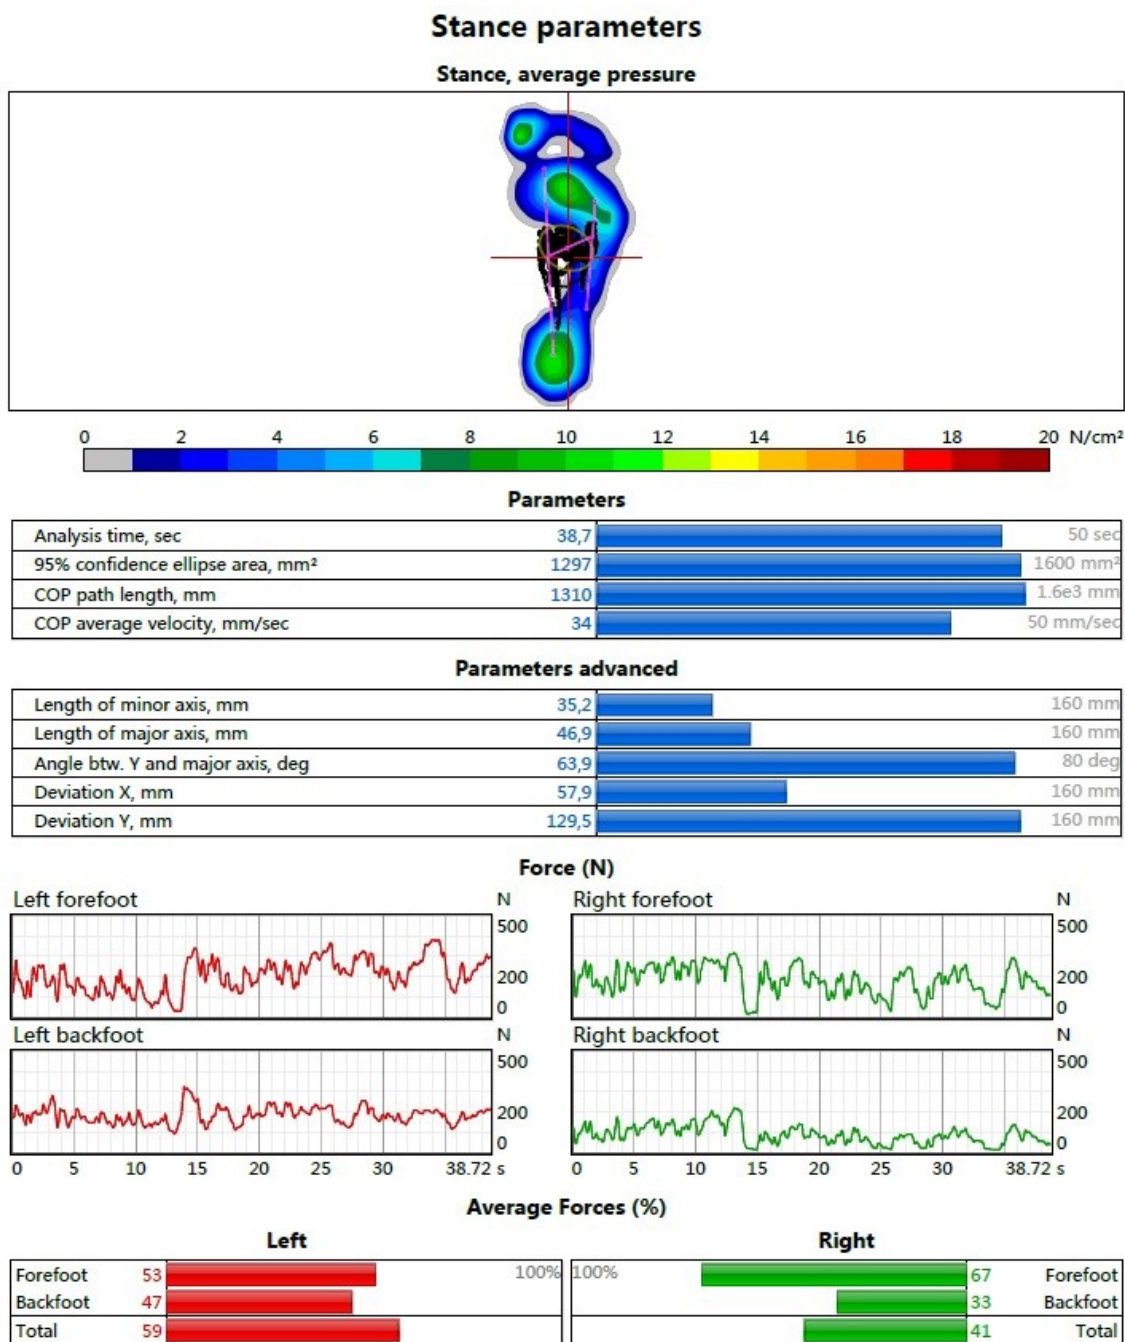 Stance parameters
Stance, average pressure
0 2 4 6 8 10 12 14 16 18 20 N/cm²
Parameters
Analysis time, sec 38,7 50 sec
95% confidence ellipse area, mm² 1297 1600 mm²
COP path length, mm 1310 1.6e3 mm
COP average velocity, mm/sec 34 50 mm/sec
Parameters advanced
Length of minor axis, mm 35,2 160 mm
Length of major axis, mm 46,9 160 mm
Angle btw. Y and major axis, deg 63,9 80 deg
Deviation X, mm 57,9 160 mm
Deviation Y, mm 129,5 160 mm
Force (N)
Left forefoot N Right forefoot N
500 500
200 200
0 0
Left backfoot N Right backfoot N
500 500
200 200
0 0
0 5 10 15 20 25 30 38.72 s 0 5 10 15 20 25 30 38.72 s
Average Forces (%)
Left Right
Forefoot 53 100% 100% 67 Forefoot
Backfoot 47 33 Backfoot
Total 59 41 Total